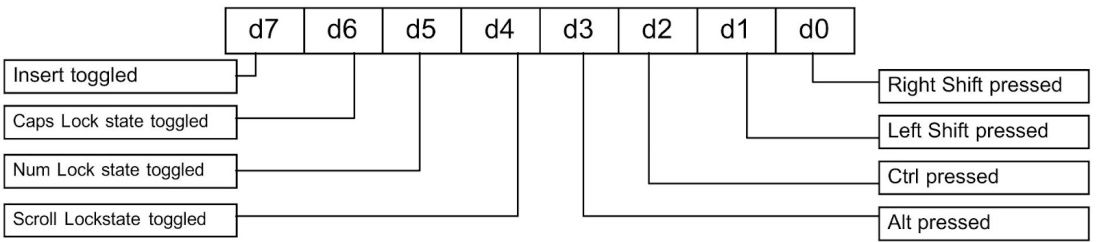 d7 d6 d5 d4 d3 d2 d1 d0
Insert toggled
Right Shift pressed
Caps Lock state toggled
Left Shift pressed
Num Lock state toggled
Ctrl pressed
Scroll Lockstate toggled
Alt pressed